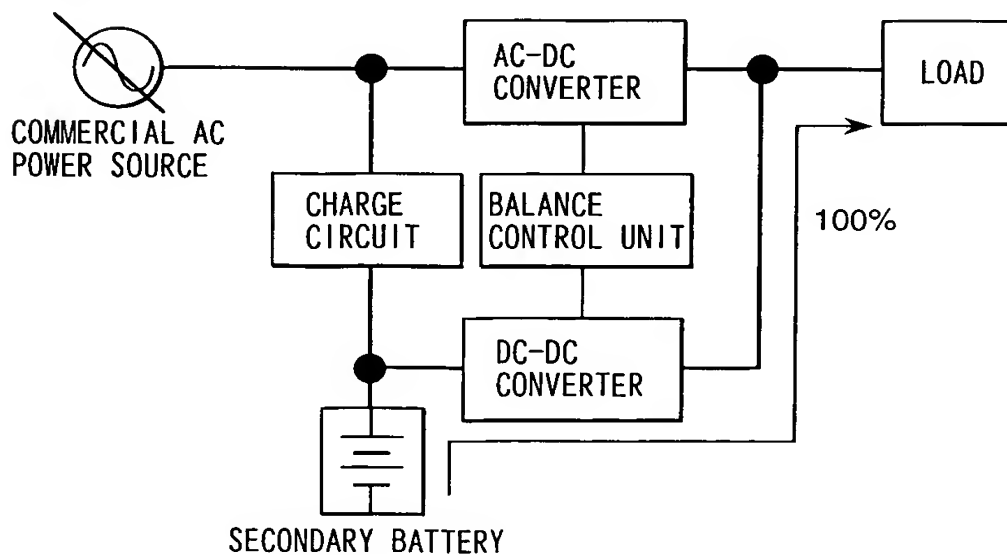 AC-DC
CONVERTER
LOAD
COMMERCIAL AC
POWER SOURCE
CHARGE
CIRCUIT
BALANCE
CONTROL UNIT
100%
DC-DC
CONVERTER
SECONDARY BATTERY